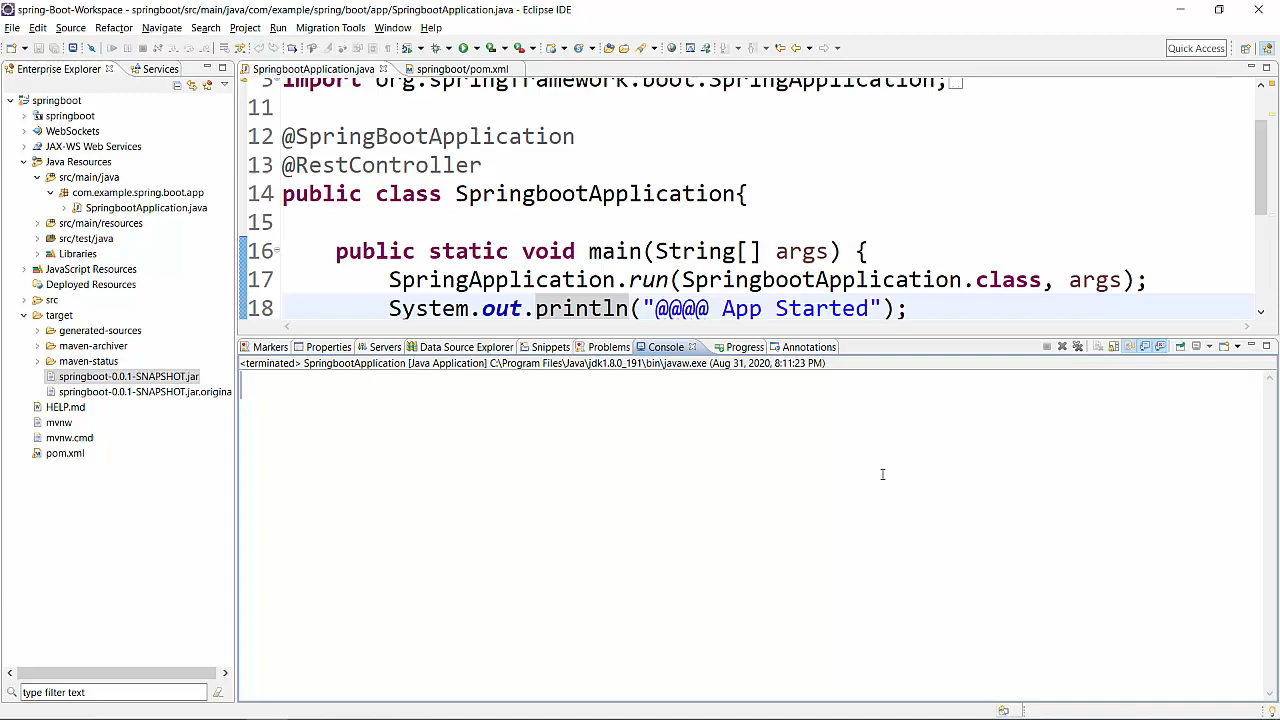 spring-Boot-Workspace - springboot/src/main/java/com/example/spring/boot/app/SpringbootApplication.java - Eclipse IDE
File Edit Source Refactor Navigate Search Project Run Migration Tools Window Help
Quick Access
Enterprise Explorer Services
springboot
springboot
WebSockets
JAX-WS Web Services
Java Resources
src/main/java
com.example.spring.boot.app
SpringbootApplication.java
src/main/resources
src/test/java
Libraries
JavaScript Resources
Deployed Resources
src
target
generated-sources
maven-archiver
maven-status
springboot-0.0.1-SNAPSHOT.jar
springboot-0.0.1-SNAPSHOT.jar.origina
HELP.md
mvnw
mvnw.cmd
pom.xml
type filter text
SpringbootApplication.java springboot/pom.xml
import org.springframework.boot.SpringApplication;
11
12 @SpringBootApplication
13 @RestController
14 public class SpringbootApplication{
15
16 public static void main(String[] args) {
17 SpringApplication.run(SpringbootApplication.class, args);
18 System.out.println("@@@@ App Started");
Markers Properties Servers Data Source Explorer Snippets Problems Console Progress Annotations
<terminated> SpringbootApplication [Java Application] C:\Program Files\Java\jdk1.8.0_191\bin\javaw.exe (Aug 31, 2020, 8:11:23 PM)